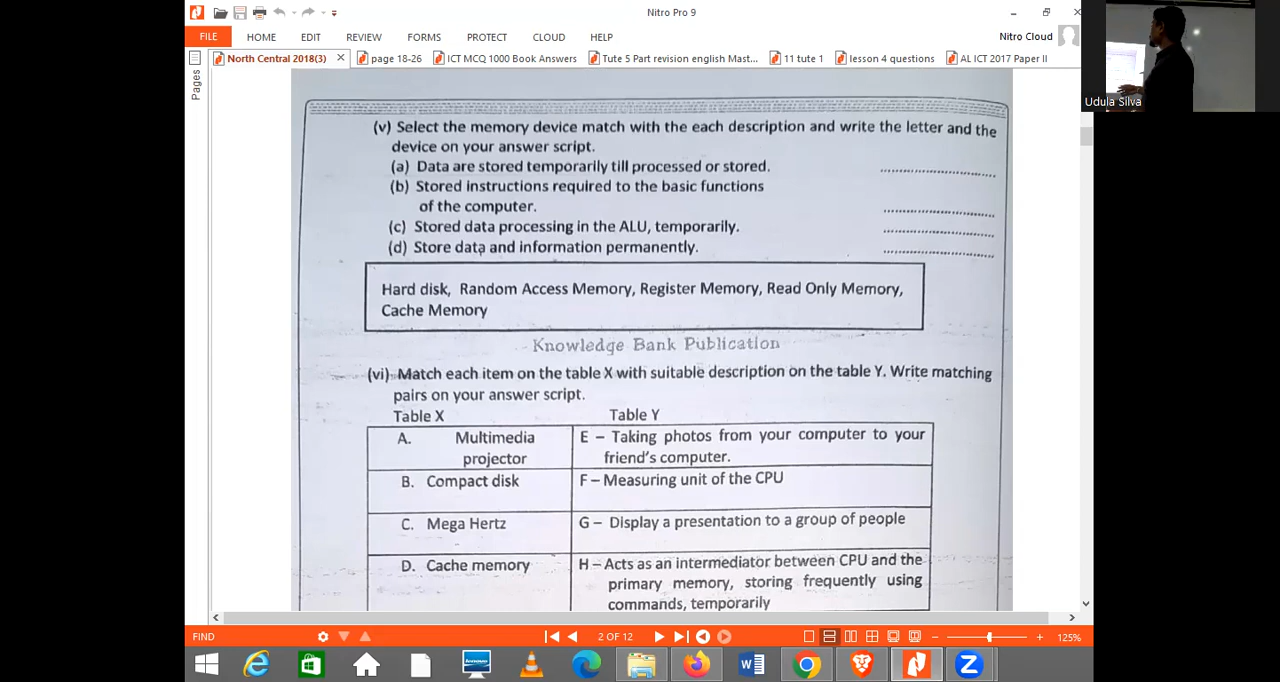 Nitro Pro 9
FILE HOME EDIT REVIEW FORMS PROTECT CLOUD HELP
Nitro Cloud
North Central 2018(3) page 18-26 ICT MCQ 1000 Book Answers Tute 5 Part revision english Mast... 11 tute 1 lesson 4 questions AL ICT 2017 Paper II
Pages
Udula Silva
(v) Select the memory device match with the each description and write the letter and the
device on your answer script.
(a) Data are stored temporarily till processed or stored. ..............................
(b) Stored instructions required to the basic functions
of the computer. ..............................
(c) Stored data processing in the ALU, temporarily. ..............................
(d) Store data and information permanently. ..............................
Hard disk, Random Access Memory, Register Memory, Read Only Memory,
Cache Memory
Knowledge Bank Publication
(vi) Match each item on the table X with suitable description on the table Y. Write matching
pairs on your answer script.
Table X Table Y
A. Multimedia
projector
E – Taking photos from your computer to your
friend's computer.
B. Compact disk
F – Measuring unit of the CPU
C. Mega Hertz
G – Display a presentation to a group of people
D. Cache memory
H – Acts as an intermediator between CPU and the
primary memory, storing frequently using
commands, temporarily
FIND
2 OF 12
125%